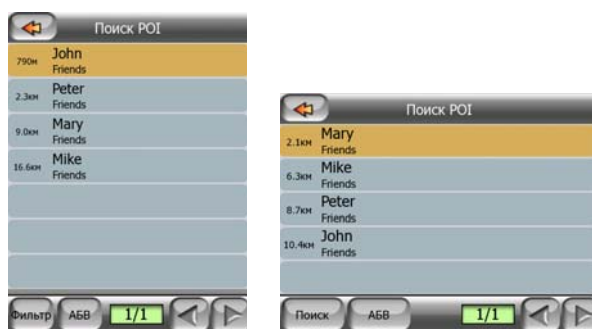 Поиск POI
790м John
Friends
2.3км Peter
Friends
9.0км Mary
Friends
16.6км Mike
Friends
Фильтр АБВ 1/1
Поиск POI
2.1км Mary
Friends
6.3км Mike
Friends
8.7км Peter
Friends
10.4км John
Friends
Поиск АБВ 1/1